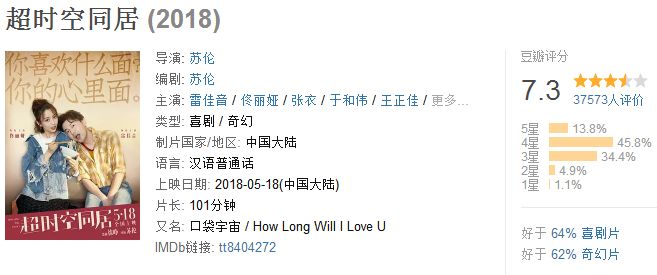 超时空同居 (2018)
你喜欢什么面?
你的心里面。
佟丽娅
雷佳音
超时空同居 5·18
导演: 苏伦
编剧: 苏伦
主演: 雷佳音 / 佟丽娅 / 张衣 / 于和伟 / 王正佳 / 更多...
类型: 喜剧 / 奇幻
制片国家/地区: 中国大陆
语言: 汉语普通话
上映日期: 2018-05-18(中国大陆)
片长: 101分钟
又名: 口袋宇宙 / How Long Will I Love U
IMDb链接: tt8404272
豆瓣评分
7.3
37573人评价
5星 13.8%
4星 45.8%
3星 34.4%
2星 4.9%
1星 1.1%
好于 64% 喜剧片
好于 62% 奇幻片